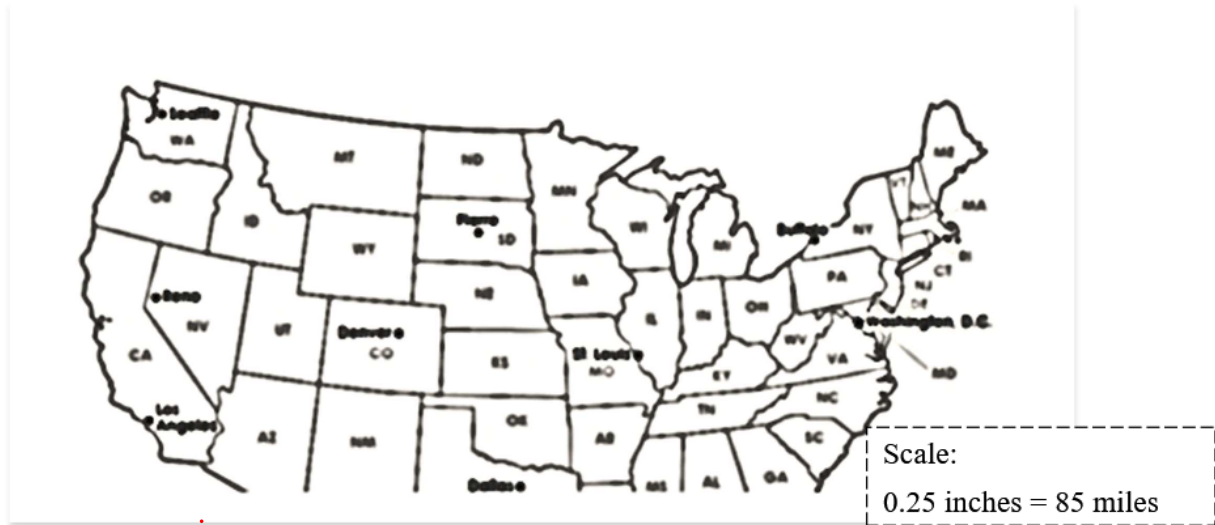 Seattle
WA
MT
ND
MN
ME
VT
NH
MA
OR
ID
WY
Pierre
SD
WI
MI
Buffalo
NY
RI
CT
NJ
DE
PA
IA
NE
Reno
NV
UT
Denver
CO
KS
St. Louis
MO
IL
IN
OH
WV
VA
Washington D.C.
MD
KY
CA
Los
Angeles
AZ
NM
OK
AR
TN
NC
SC
MS
AL
GA
Dallas
Scale:
0.25 inches = 85 miles